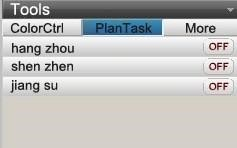 Tools
ColorCtrl PlanTask More
hang zhou OFF
shen zhen OFF
jiang su OFF